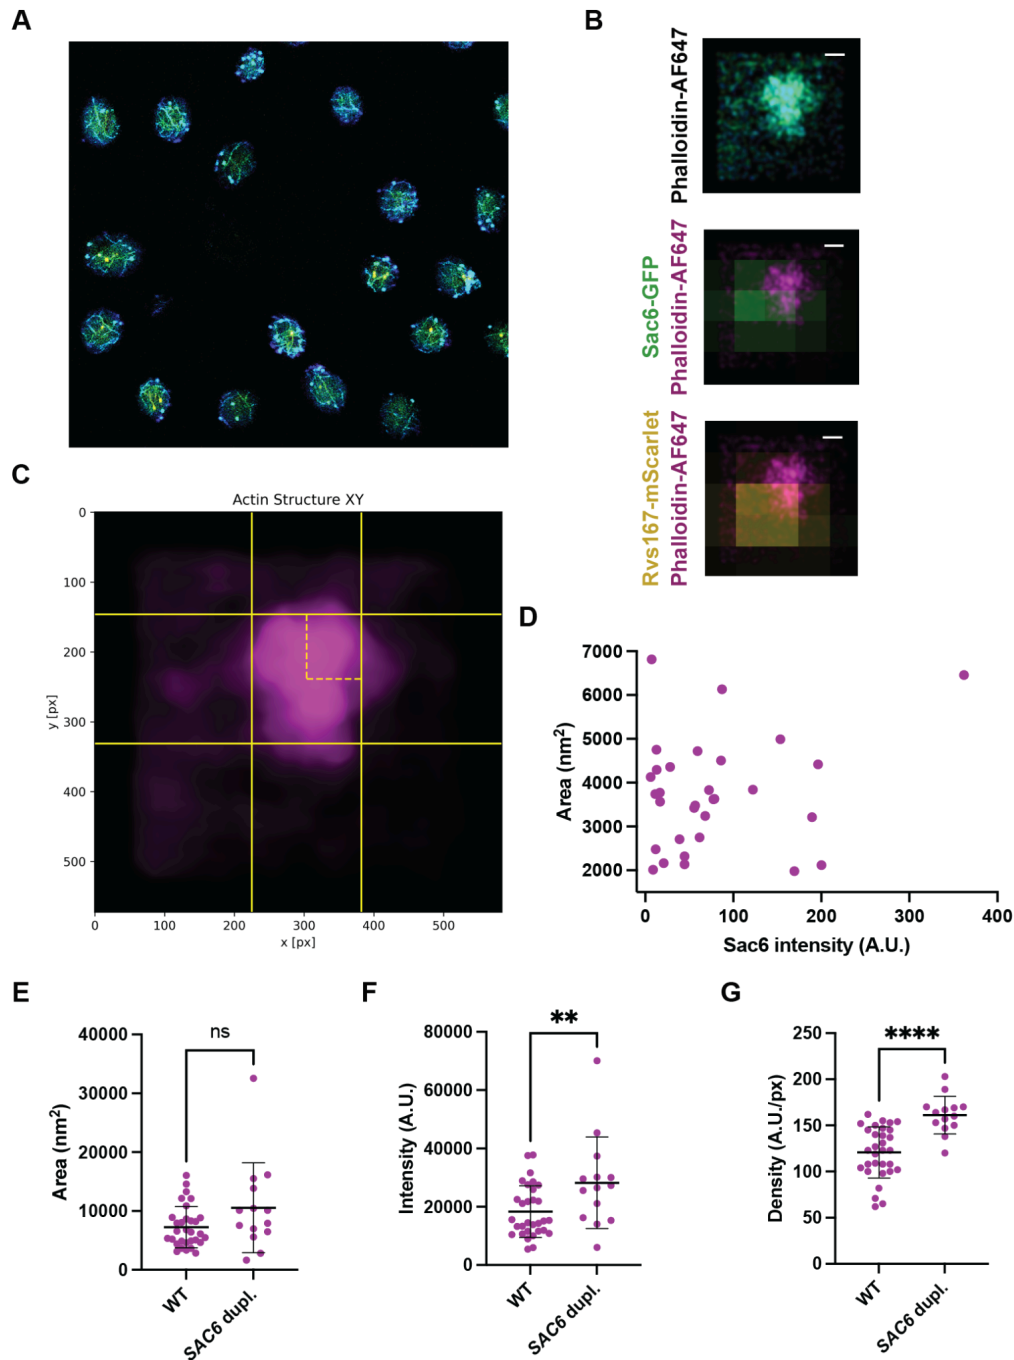 A
B
Phalloidin-AF647
Sac6-GFP
Phalloidin-AF647
Rvs167-mScarlet
Phalloidin-AF647
C
Actin Structure XY
0
100
200
300
400
500
y [px]
0
100
200
300
400
500
x [px]
D
7000
6000
5000
4000
3000
2000
Area (nm²)
0
100
200
300
400
Sac6 intensity (A.U.)
E
ns
40000
30000
20000
10000
0
Area (nm²)
WT
SAC6 dupl.
F
**
80000
60000
40000
20000
0
Intensity (A.U.)
WT
SAC6 dupl.
G
****
250
200
150
100
50
0
Density (A.U./px)
WT
SAC6 dupl.